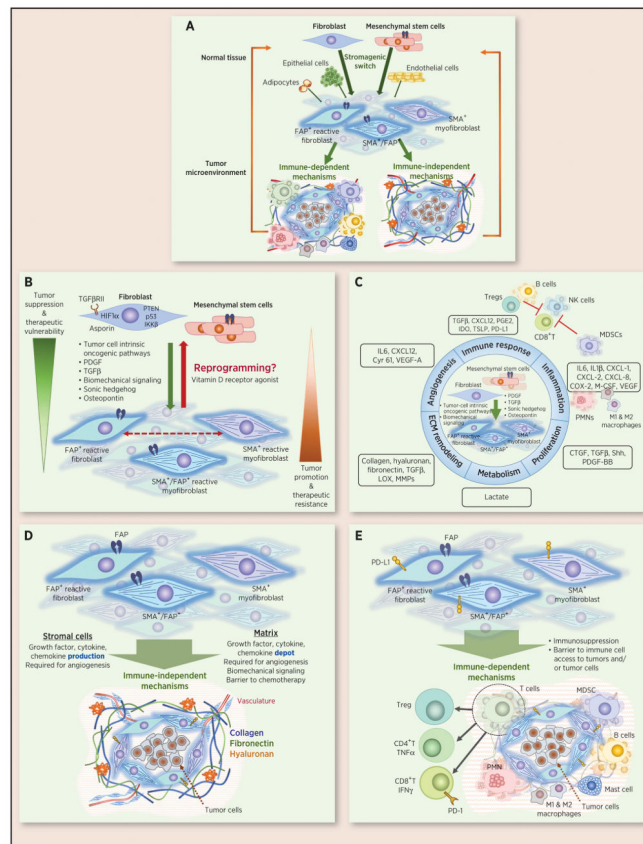 A
Fibroblast
Mesenchymal stem cells
Normal tissue
Stromagenic
switch
Epithelial cells
Endothelial cells
Adipocytes
FAP+ reactive
fibroblast
SMA+/FAP+
SMA+
myofibroblast
Tumor
microenvironment
Immune-dependent
mechanisms
Immune-independent
mechanisms
B
Tumor
suppression
& therapeutic
vulnerability
TGFβRII
Fibroblast
HIF1α
PTEN
p53
IKKβ
Asporin
Mesenchymal stem cells
• Tumor cell intrinsic
oncogenic pathways
• PDGF
• TGFβ
• Biomechanical signaling
• Sonic hedgehog
• Osteopontin
Reprogramming?
Vitamin D receptor agonist
FAP+ reactive
fibroblast
SMA+ reactive
myofibroblast
SMA+/FAP+ reactive
myofibroblast
Tumor
promotion
& therapeutic
resistance
C
B cells
Tregs
NK cells
CD8+T
MDSCs
TGFβ, CXCL12, PGE2,
IDO, TSLP, PD-L1
IL6, CXCL12,
Cyr 61, VEGF-A
IL6, IL1β, CXCL-1,
CXCL-2, CXCL-8,
COX-2, M-CSF, VEGF
PMNs
M1 & M2
macrophages
Immune response
Angiogenesis
Inflammation
ECM remodeling
Metabolism
Proliferation
Mesenchymal stem cells
Fibroblast
• Tumor-cell intrinsic
oncogenic pathways
• Biomechanical
signaling
• PDGF
• TGFβ
• Sonic hedgehog
• Osteopontin
FAP+ reactive
fibroblast
SMA+
myofibroblast
SMA+/FAP+
Collagen, hyaluronan,
fibronectin, TGFβ,
LOX, MMPs
CTGF, TGFβ, Shh,
PDGF-BB
Lactate
D
FAP
FAP+ reactive
fibroblast
SMA+
myofibroblast
SMA+/FAP+
Stromal cells
Growth factor, cytokine,
chemokine production
Required for angiogenesis
Matrix
Growth factor, cytokine,
chemokine depot
Required for angiogenesis
Biomechanical signaling
Barrier to chemotherapy
Immune-independent
mechanisms
Vasculature
Collagen
Fibronectin
Hyaluronan
Tumor cells
E
FAP
PD-L1
FAP+ reactive
fibroblast
SMA+
myofibroblast
SMA+/FAP+
• Immunosuppression
• Barrier to immune cell
access to tumors and/
or tumor cells
Immune-dependent
mechanisms
T cells
MDSC
Treg
CD4+T
TNFα
CD8+T
IFNγ
PD-1
B cells
PMN
Mast cell
M1 & M2
macrophages
Tumor cells